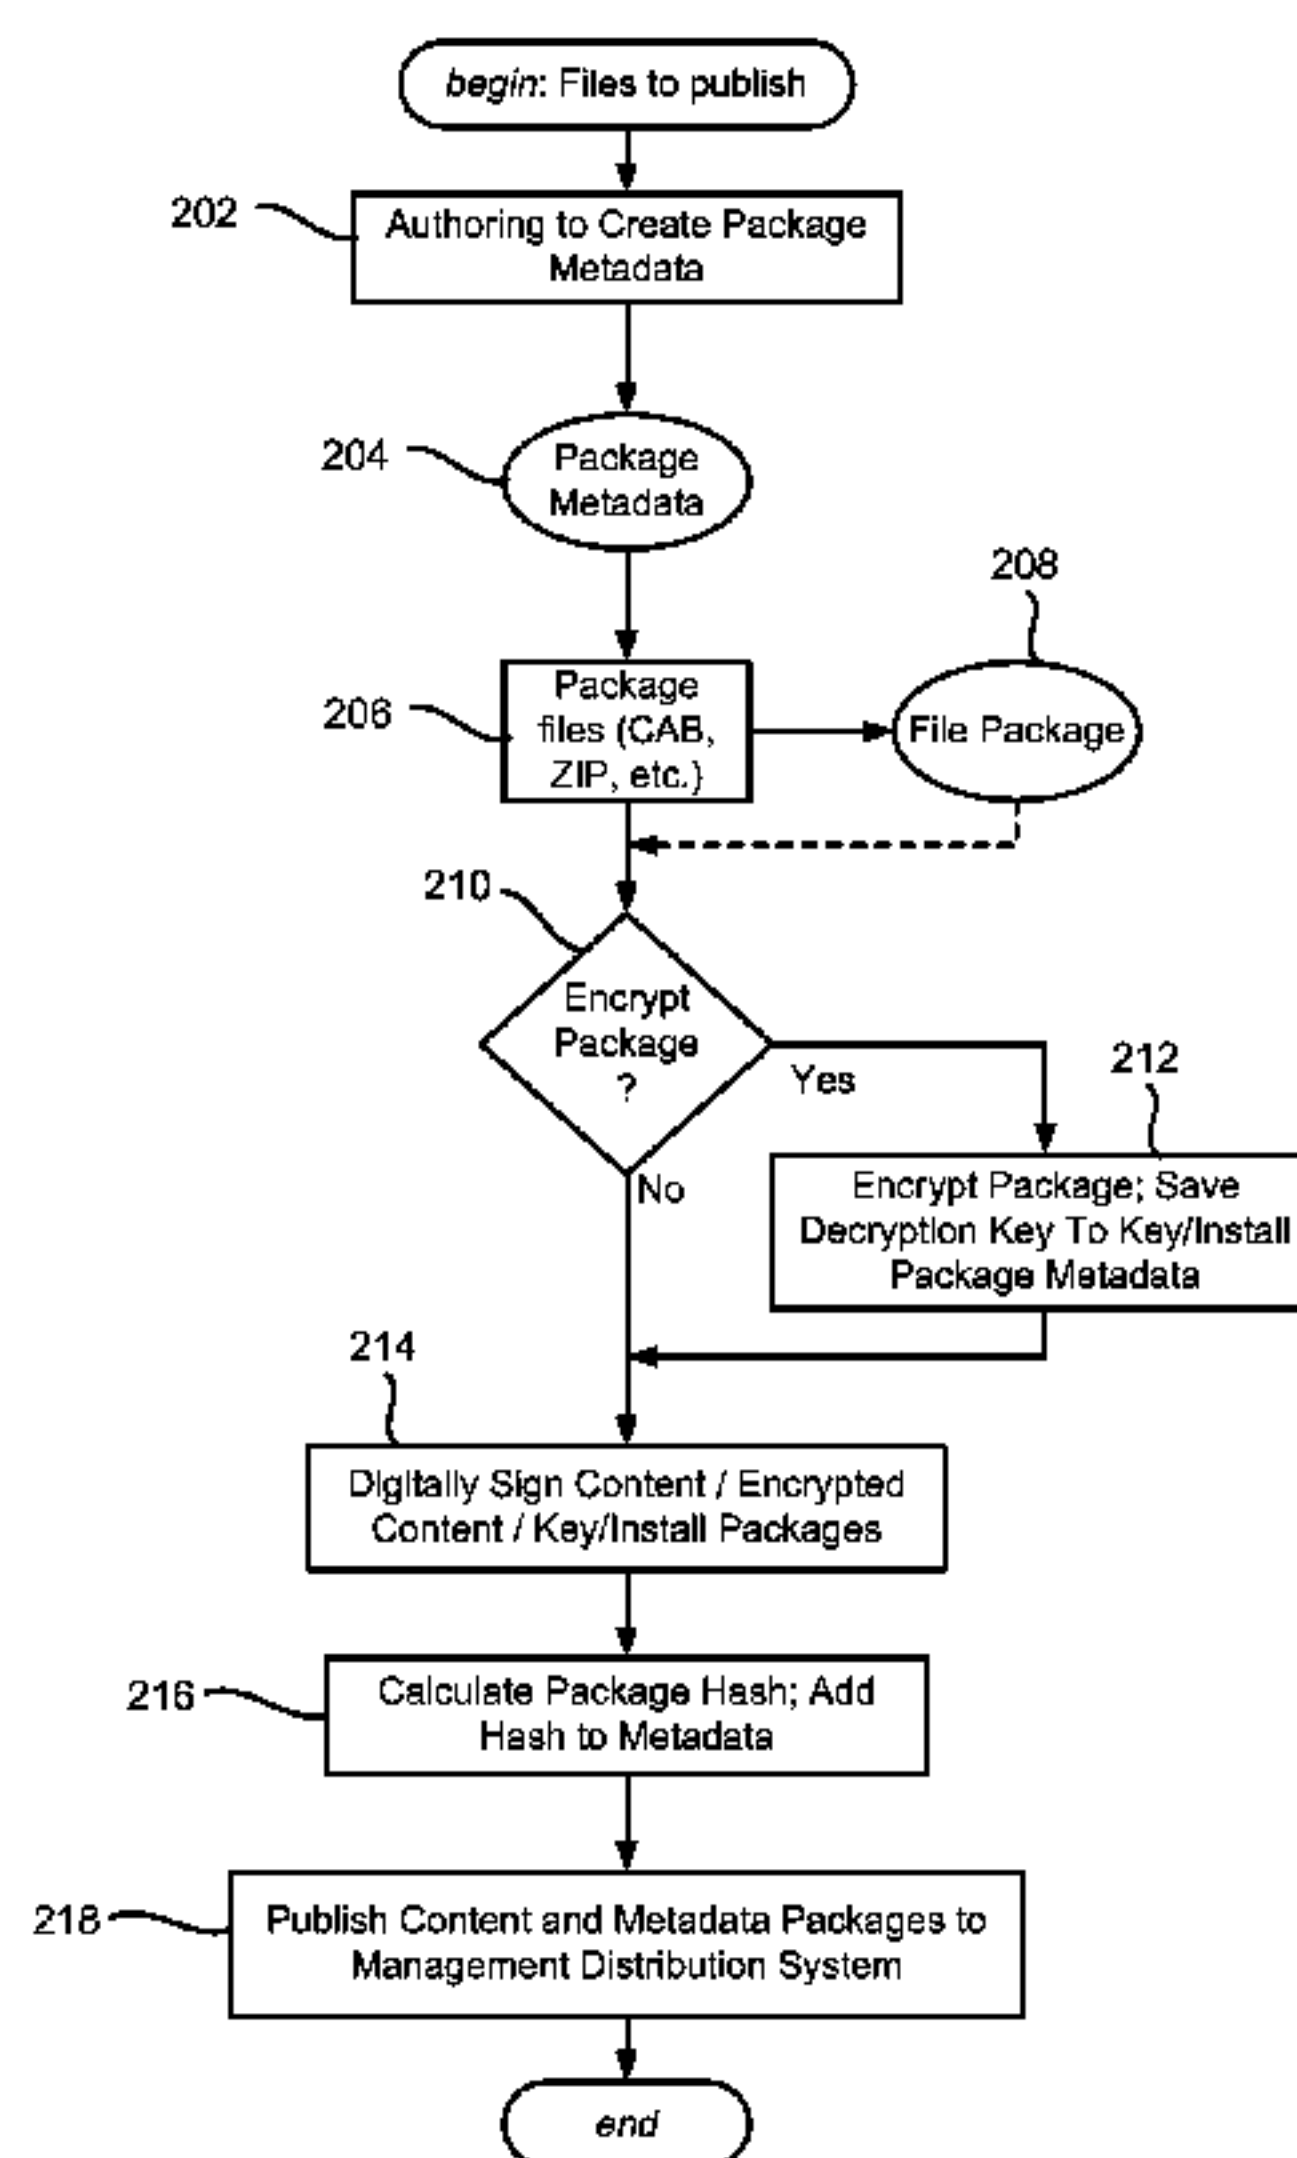 begin: Files to publish
202
Authoring to Create Package
Metadata
204
Package
Metadata
208
206
Package
files (CAB,
ZIP, etc.)
File Package
210
Encrypt
Package
?
Yes
212
No
Encrypt Package; Save
Decryption Key To Key/Install
Package Metadata
214
Digitally Sign Content / Encrypted
Content / Key/Install Packages
216
Calculate Package Hash; Add
Hash to Metadata
218
Publish Content and Metadata Packages to
Management Distribution System
end